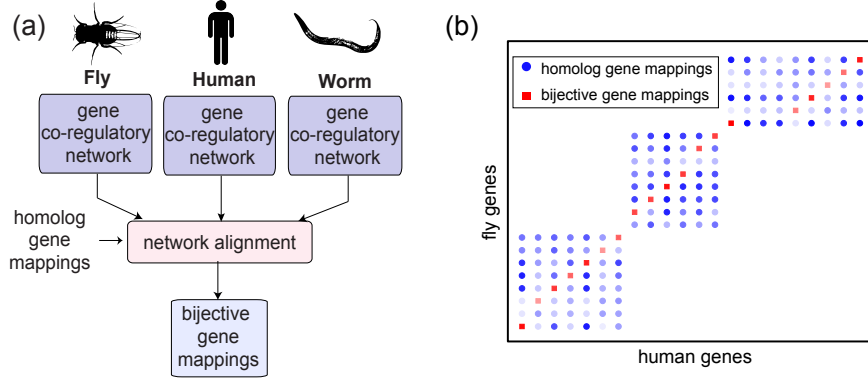 (a)
Fly
Human
Worm
gene
co-regulatory
network
gene
co-regulatory
network
gene
co-regulatory
network
homolog
gene
mappings
network alignment
bijective
gene
mappings
(b)
homolog gene mappings
bijective gene mappings
fly genes
human genes